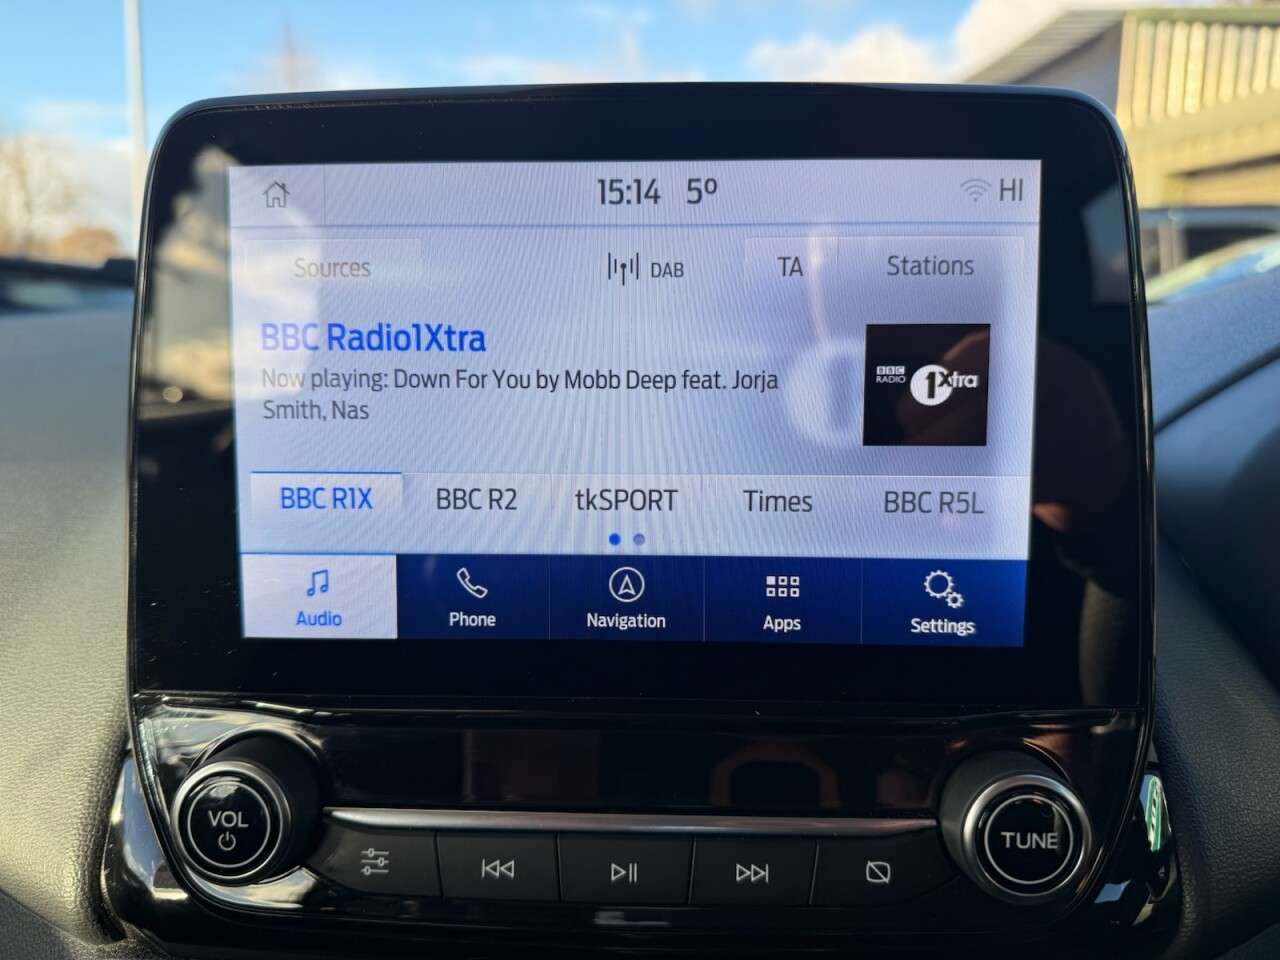 15:14 5º HI
Sources DAB TA Stations
BBC Radio1Xtra
Now playing: Down For You by Mobb Deep feat. Jorja
Smith, Nas
BBC
RADIO 1Xtra
BBC R1X BBC R2 tkSPORT Times BBC R5L
Audio Phone Navigation Apps Settings
VOL TUNE